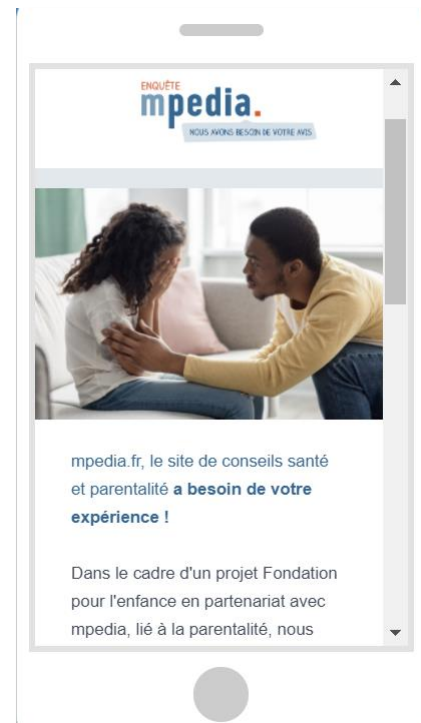 ENQUÊTE
mpedia.
NOUS AVONS BESOIN DE VOTRE AVIS
mpedia.fr, le site de conseils santé
et parentalité a besoin de votre
expérience !
Dans le cadre d'un projet Fondation
pour l'enfance en partenariat avec
mpedia, lié à la parentalité, nous